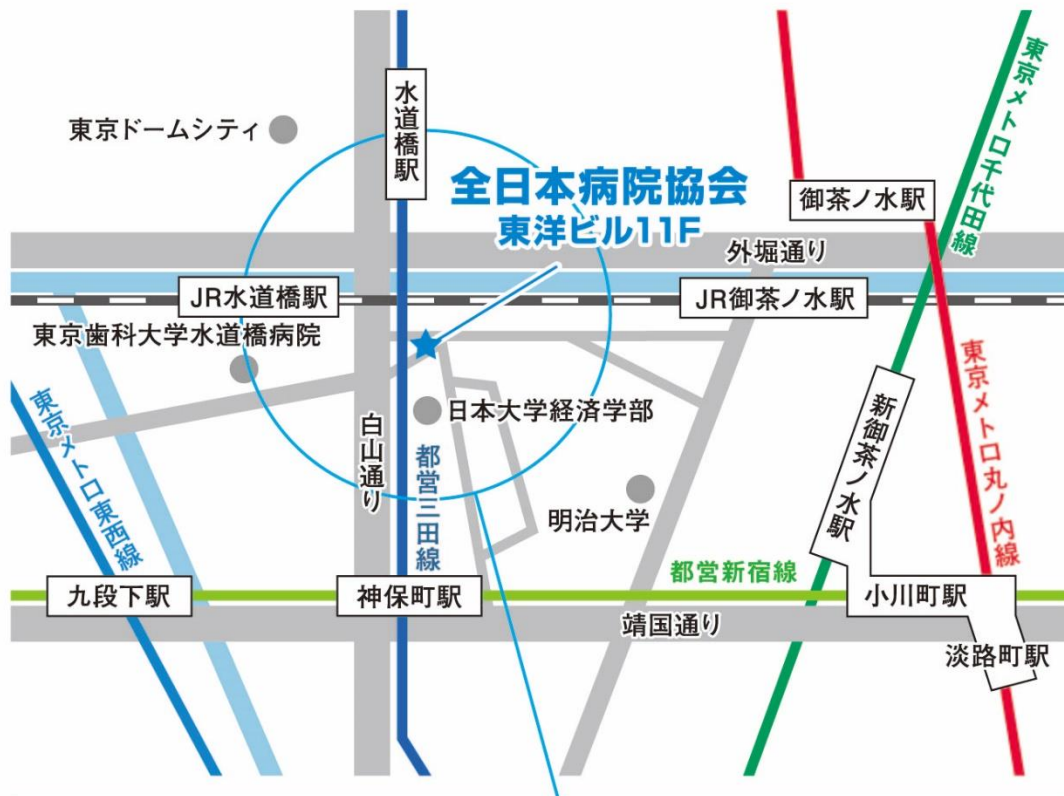 東京ドームシティ
水道橋駅
全日本病院協会
東洋ビル11F
御茶ノ水駅
東京メトロ千代田線
外堀通り
JR水道橋駅
JR御茶ノ水駅
東京歯科大学水道橋病院
東京メトロ東西線
白山通り
都営三田線
日本大学経済学部
明治大学
新御茶ノ水駅
東京メトロ丸ノ内線
都営新宿線
九段下駅
神保町駅
小川町駅
靖国通り
淡路町駅